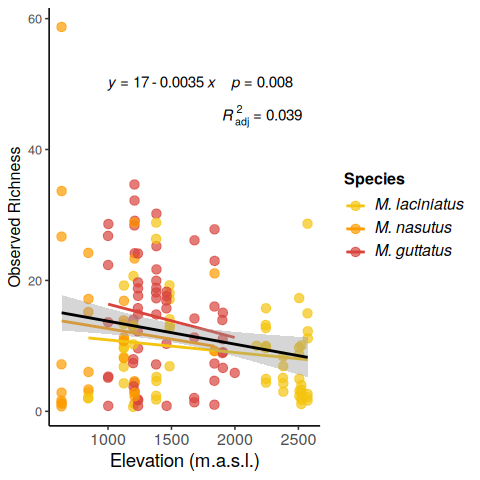 60
40
20
0
Observed Richness
y = 17 - 0.0035 x p = 0.008
R²adj = 0.039
1000 1500 2000 2500
Elevation (m.a.s.l.)
Species
M. laciniatus
M. nasutus
M. guttatus